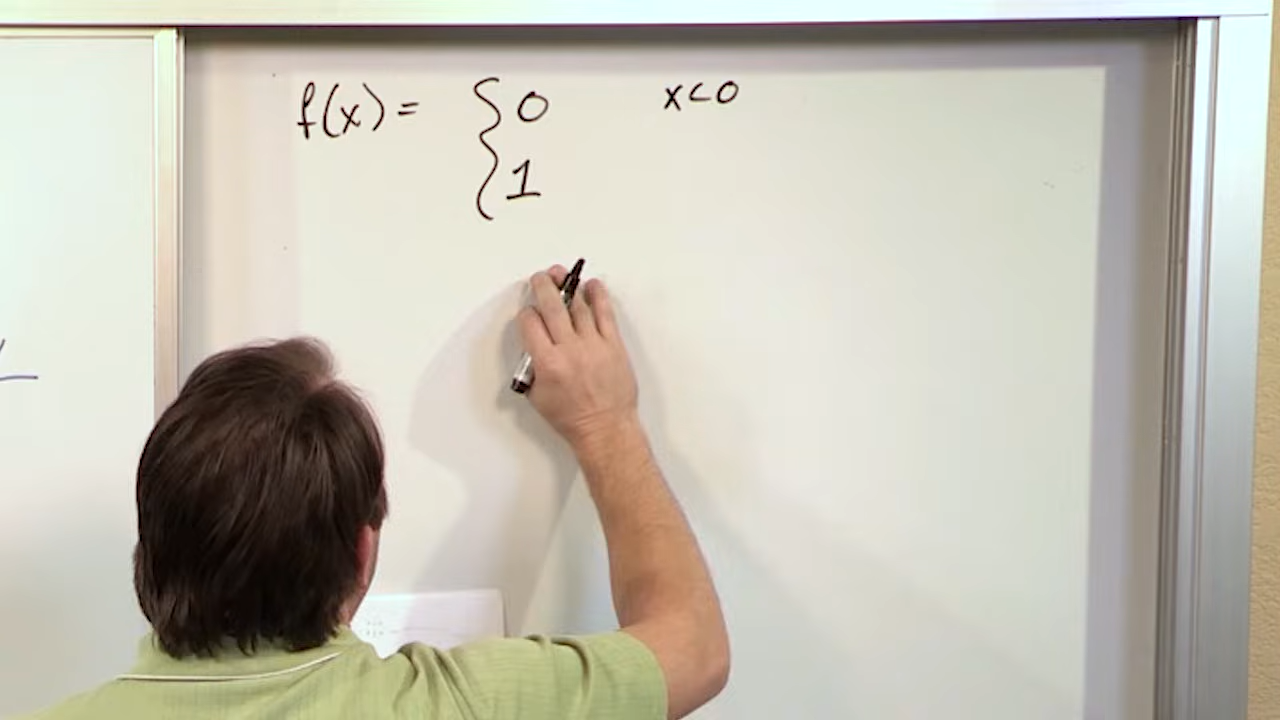 f(x) = { 0 x<0
1